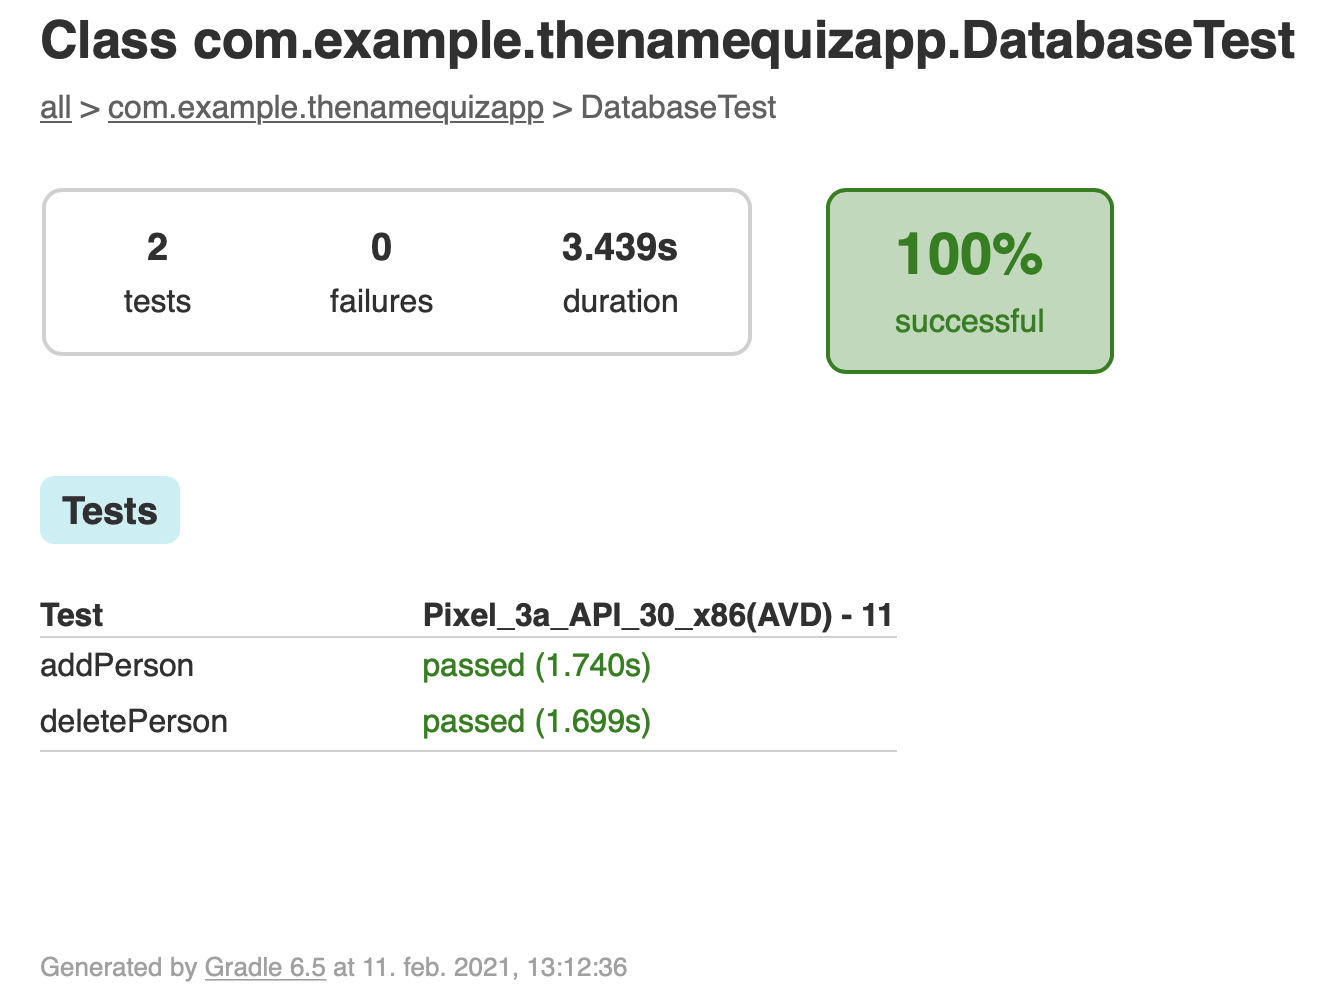 Class com.example.thenamequizapp.DatabaseTest
all > com.example.thenamequizapp > DatabaseTest
2 0 3.439s
tests failures duration
100%
successful
Tests
Test Pixel_3a_API_30_x86(AVD) - 11
addPerson passed (1.740s)
deletePerson passed (1.699s)
Generated by Gradle 6.5 at 11. feb. 2021, 13:12:36